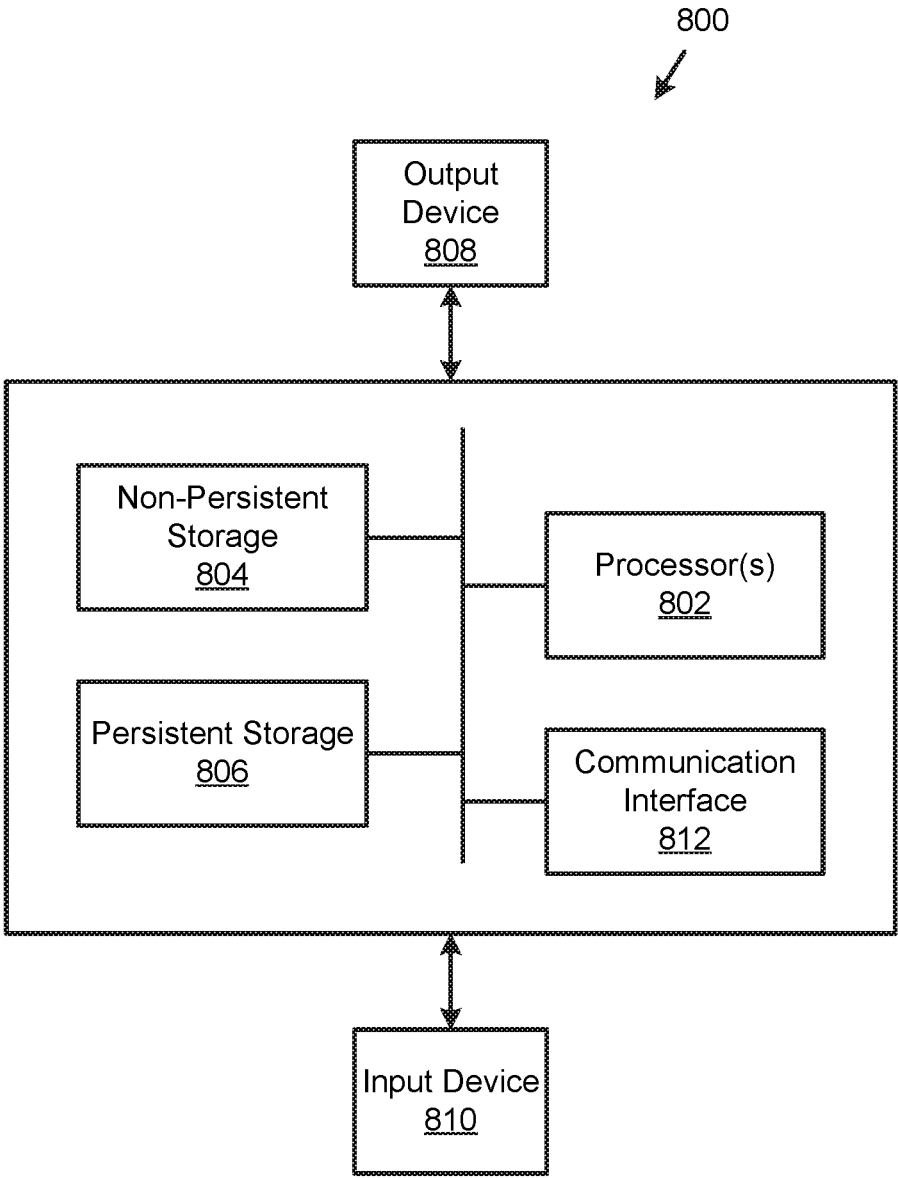 800
Output
Device
808
Non-Persistent
Storage
804
Processor(s)
802
Persistent Storage
806
Communication
Interface
812
Input Device
810